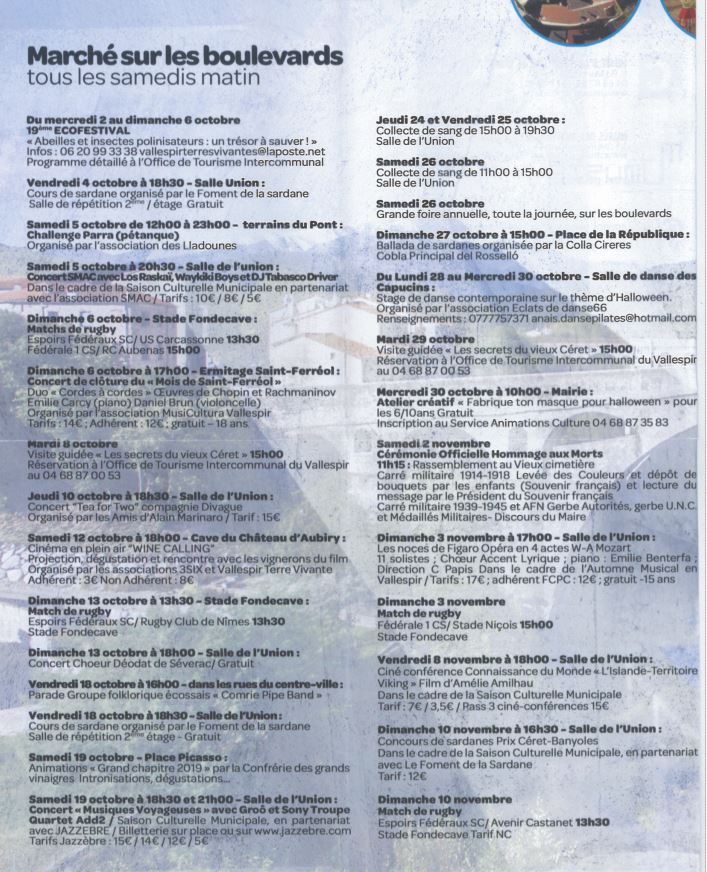 Marché sur les boulevards
tous les samedis matin
Du mercredi 2 au dimanche 6 octobre
19ème ECOFESTIVAL
« Abeilles et insectes polinisateurs : un trésor à sauver ! »
Infos : 06 20 99 33 38 vallespirterresvivantes@laposte.net
Programme détaillé à l'Office de Tourisme Intercommunal
Vendredi 4 octobre à 18h30 - Salle Union :
Cours de sardane organisé par le Foment de la sardane
Salle de répétition 2ème / étage Gratuit
Samedi 5 octobre de 12h00 à 23h00 - terrains du Pont :
Challenge Parra (pétanque)
Organisé par l'association des Lladounes
Samedi 5 octobre à 20h30 - Salle de l'union :
Concert SMAC avec Los Raskaï, Waykiki Boys et DJ Tabasco Driver
Dans le cadre de la Saison Culturelle Municipale en partenariat
avec l'association SMAC / Tarifs : 10€ / 8€ / 5€
Dimanche 6 octobre - Stade Fondecave :
Matchs de rugby
Espoirs Fédéraux SC/ US Carcassonne 13h30
Fédérale 1 CS/ RC Aubenas 15h00
Dimanche 6 octobre à 17h00 - Ermitage Saint-Ferréol :
Concert de clôture du « Mois de Saint-Ferréol »
Duo « Cordes à cordes » Œuvres de Chopin et Rachmaninov
Emilie Carcy (piano) Daniel Brun (violoncelle)
Organisé par l'association MusiCultura Vallespir
Tarifs : 14€ ; Adhérent : 12€ ; gratuit – 18 ans
Mardi 8 octobre
Visite guidée « Les secrets du vieux Céret » 15h00
Réservation à l'Office de Tourisme Intercommunal du Vallespir
au 04 68 87 00 53
Jeudi 10 octobre à 18h30 - Salle de l'Union :
Concert "Tea for Two" compagnie Divague
Organisé par les Amis d'Alain Marinaro / Tarif : 15€
Samedi 12 octobre à 18h00 - Cave du Château d'Aubiry :
Cinéma en plein air "WINE CALLING"
Projection, dégustation et rencontre avec les vignerons du film
Organisé par les associations 3SIX et Vallespir Terre Vivante
Adhérent : 3€ Non Adhérent : 8€
Dimanche 13 octobre à 13h30 - Stade Fondecave :
Match de rugby
Espoirs Fédéraux SC/ Rugby Club de Nîmes 13h30
Stade Fondecave
Dimanche 13 octobre à 18h00 - Salle de l'Union :
Concert Choeur Déodat de Séverac/ Gratuit
Vendredi 18 octobre à 16h00 - dans les rues du centre-ville :
Parade Groupe folklorique écossais « Comrie Pipe Band »
Vendredi 18 octobre à 18h30 - Salle de l'Union :
Cours de sardane organisé par le Foment de la sardane
Salle de répétition 2ème étage - Gratuit
Samedi 19 octobre - Place Picasso :
Animations « Grand chapitre 2019 » par la Confrérie des grands
vinaigres Intronisations, dégustations...
Samedi 19 octobre à 18h30 et 21h00 - Salle de l'Union :
Concert « Musiques Voyageuses » avec Groõ et Sony Troupe
Quartet Add2 / Saison Culturelle Municipale, en partenariat
avec JAZZEBRE / Billetterie sur place ou sur www.jazzebre.com
Tarifs Jazzèbre : 15€ / 14€ / 12€ / 5€
Jeudi 24 et Vendredi 25 octobre :
Collecte de sang de 15h00 à 19h30
Salle de l'Union
Samedi 26 octobre
Collecte de sang de 11h00 à 15h00
Salle de l'Union
Samedi 26 octobre
Grande foire annuelle, toute la journée, sur les boulevards
Dimanche 27 octobre à 15h00 - Place de la République :
Ballada de sardanes organisée par la Colla Cireres
Cobla Principal del Rosselló
Du Lundi 28 au Mercredi 30 octobre - Salle de danse des
Capucins :
Stage de danse contemporaine sur le thème d'Halloween.
Organisé par l'association Eclats de danse66
Renseignements : 0777757371 anais.dansepilates@hotmail.com
Mardi 29 octobre
Visite guidée « Les secrets du vieux Céret » 15h00
Réservation à l'Office de Tourisme Intercommunal du Vallespir
au 04 68 87 00 53
Mercredi 30 octobre à 10h00 - Mairie :
Atelier créatif « Fabrique ton masque pour halloween » pour
les 6/10ans Gratuit
Inscription au Service Animations Culture 04 68 87 35 83
Samedi 2 novembre
Cérémonie Officielle Hommage aux Morts
11h15 : Rassemblement au Vieux cimetière
Carré militaire 1914-1918 Levée des Couleurs et dépôt de
bouquets par les enfants (Souvenir français) et lecture du
message par le Président du Souvenir français
Carré militaire 1939-1945 et AFN Gerbe Autorités, gerbe U.N.C.
et Médaillés Militaires- Discours du Maire
Dimanche 3 novembre à 17h00 - Salle de l'Union :
Les noces de Figaro Opéra en 4 actes W-A Mozart
11 solistes ; Chœur Accent Lyrique ; piano : Emilie Benterfa ;
Direction C Papis Dans le cadre de l'Automne Musical en
Vallespir / Tarifs : 17€ ; adhérent FCPC : 12€ ; gratuit -15 ans
Dimanche 3 novembre
Match de rugby
Fédérale 1 CS/ Stade Niçois 15h00
Stade Fondecave
Vendredi 8 novembre à 18h00 - Salle de l'Union :
Ciné conférence Connaissance du Monde « L'Islande-Territoire
Viking » Film d'Amélie Amilhau
Dans le cadre de la Saison Culturelle Municipale
Tarif : 7€ / 3,5€ / Pass 3 ciné-conférences 15€
Dimanche 10 novembre à 16h30 - Salle de l'Union :
Concours de sardanes Prix Céret-Banyoles
Dans le cadre de la Saison Culturelle Municipale, en partenariat
avec Le Foment de la Sardane
Tarif : 12€
Dimanche 10 novembre
Match de rugby
Espoirs Fédéraux SC/ Avenir Castanet 13h30
Stade Fondecave Tarif NC